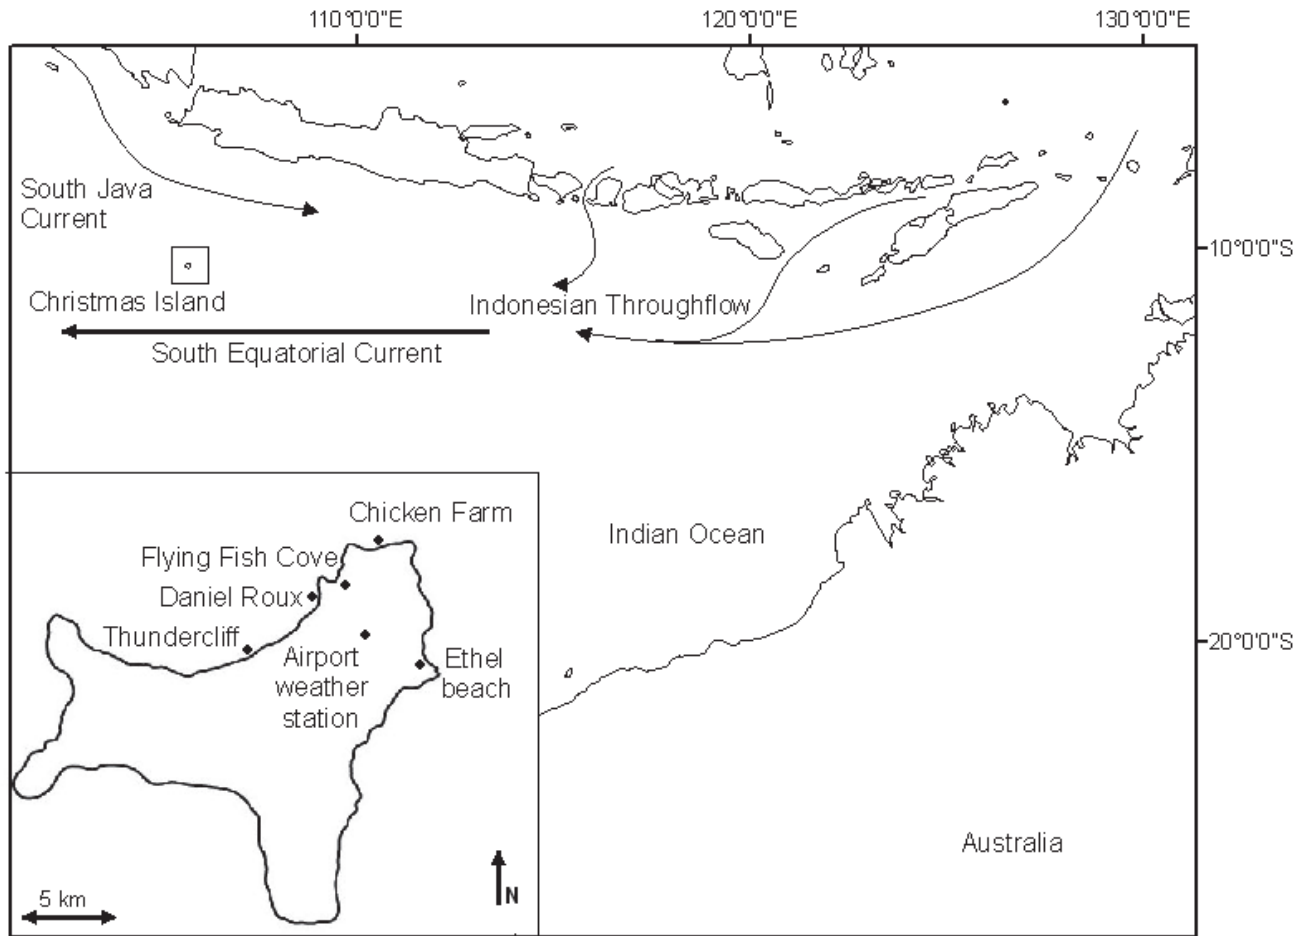 110°0'0"E
120°0'0"E
130°0'0"E
South Java
Current
10°0'0"S
Christmas Island
Indonesian Throughflow
South Equatorial Current
Chicken Farm
Indian Ocean
Flying Fish Cove
Daniel Roux
Thundercliff
20°0'0"S
Airport
weather
station
Ethel
beach
Australia
5 km
N